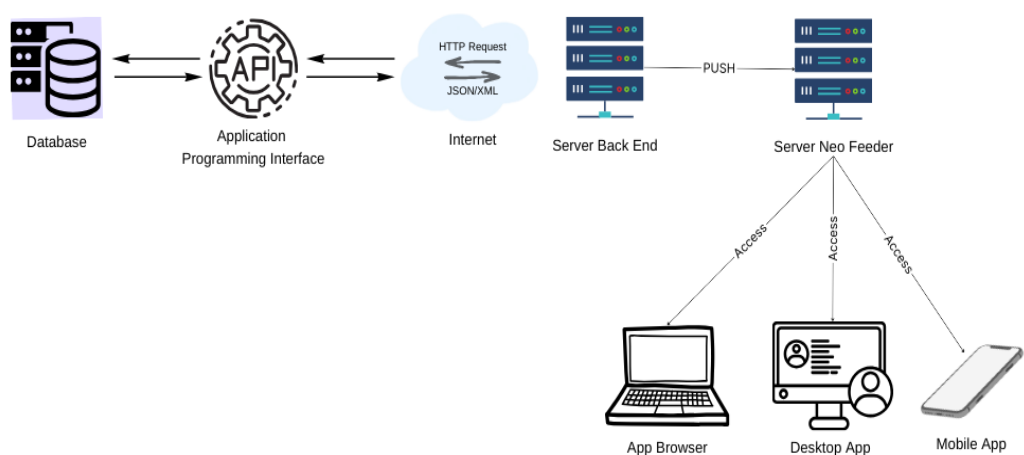 HTTP Request
JSON/XML
API
PUSH
Database
Application
Programming Interface
Internet
Server Back End
Server Neo Feeder
Access
Access
Access
App Browser
Desktop App
Mobile App